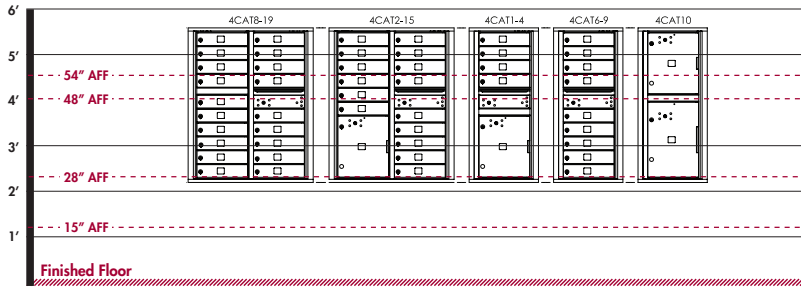 6’
4CAT8-19 4CAT2-15 4CAT1-4 4CAT6-9 4CAT10
5’
54” AFF
4’
48” AFF
3’
28” AFF
2’
15” AFF
1’
Finished Floor